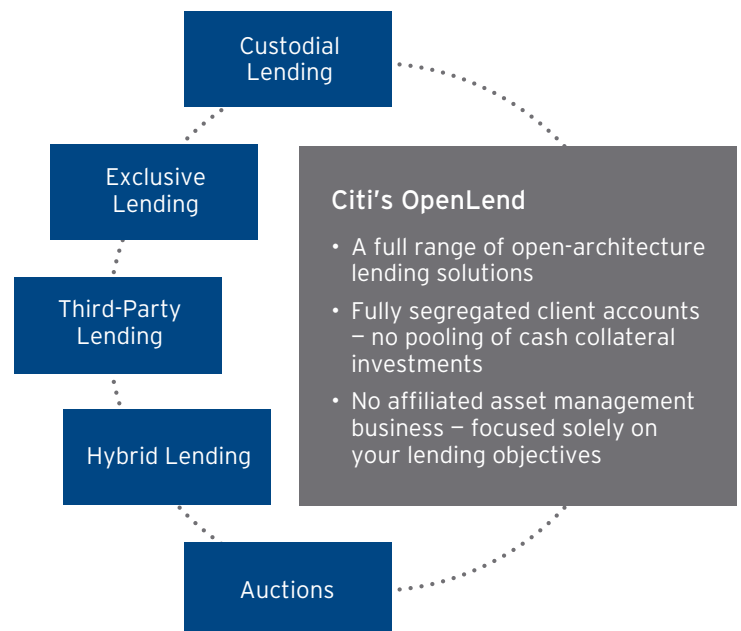 Custodial
Lending
Exclusive
Lending
Third-Party
Lending
Hybrid Lending
Auctions
Citi's OpenLend
• A full range of open-architecture
lending solutions
• Fully segregated client accounts
– no pooling of cash collateral
investments
• No affiliated asset management
business – focused solely on
your lending objectives